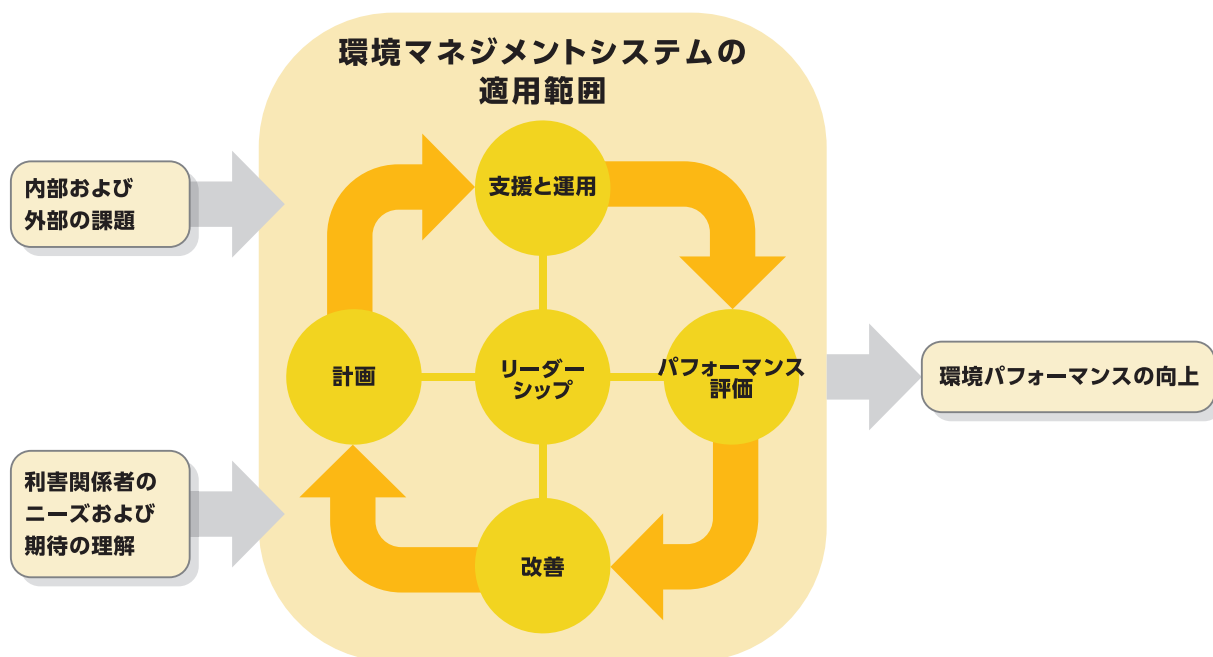 環境マネジメントシステムの
適用範囲
内部および
外部の課題
支援と運用
計画
リーダー
シップ
パフォーマンス
評価
環境パフォーマンスの向上
利害関係者の
ニーズおよび
期待の理解
改善